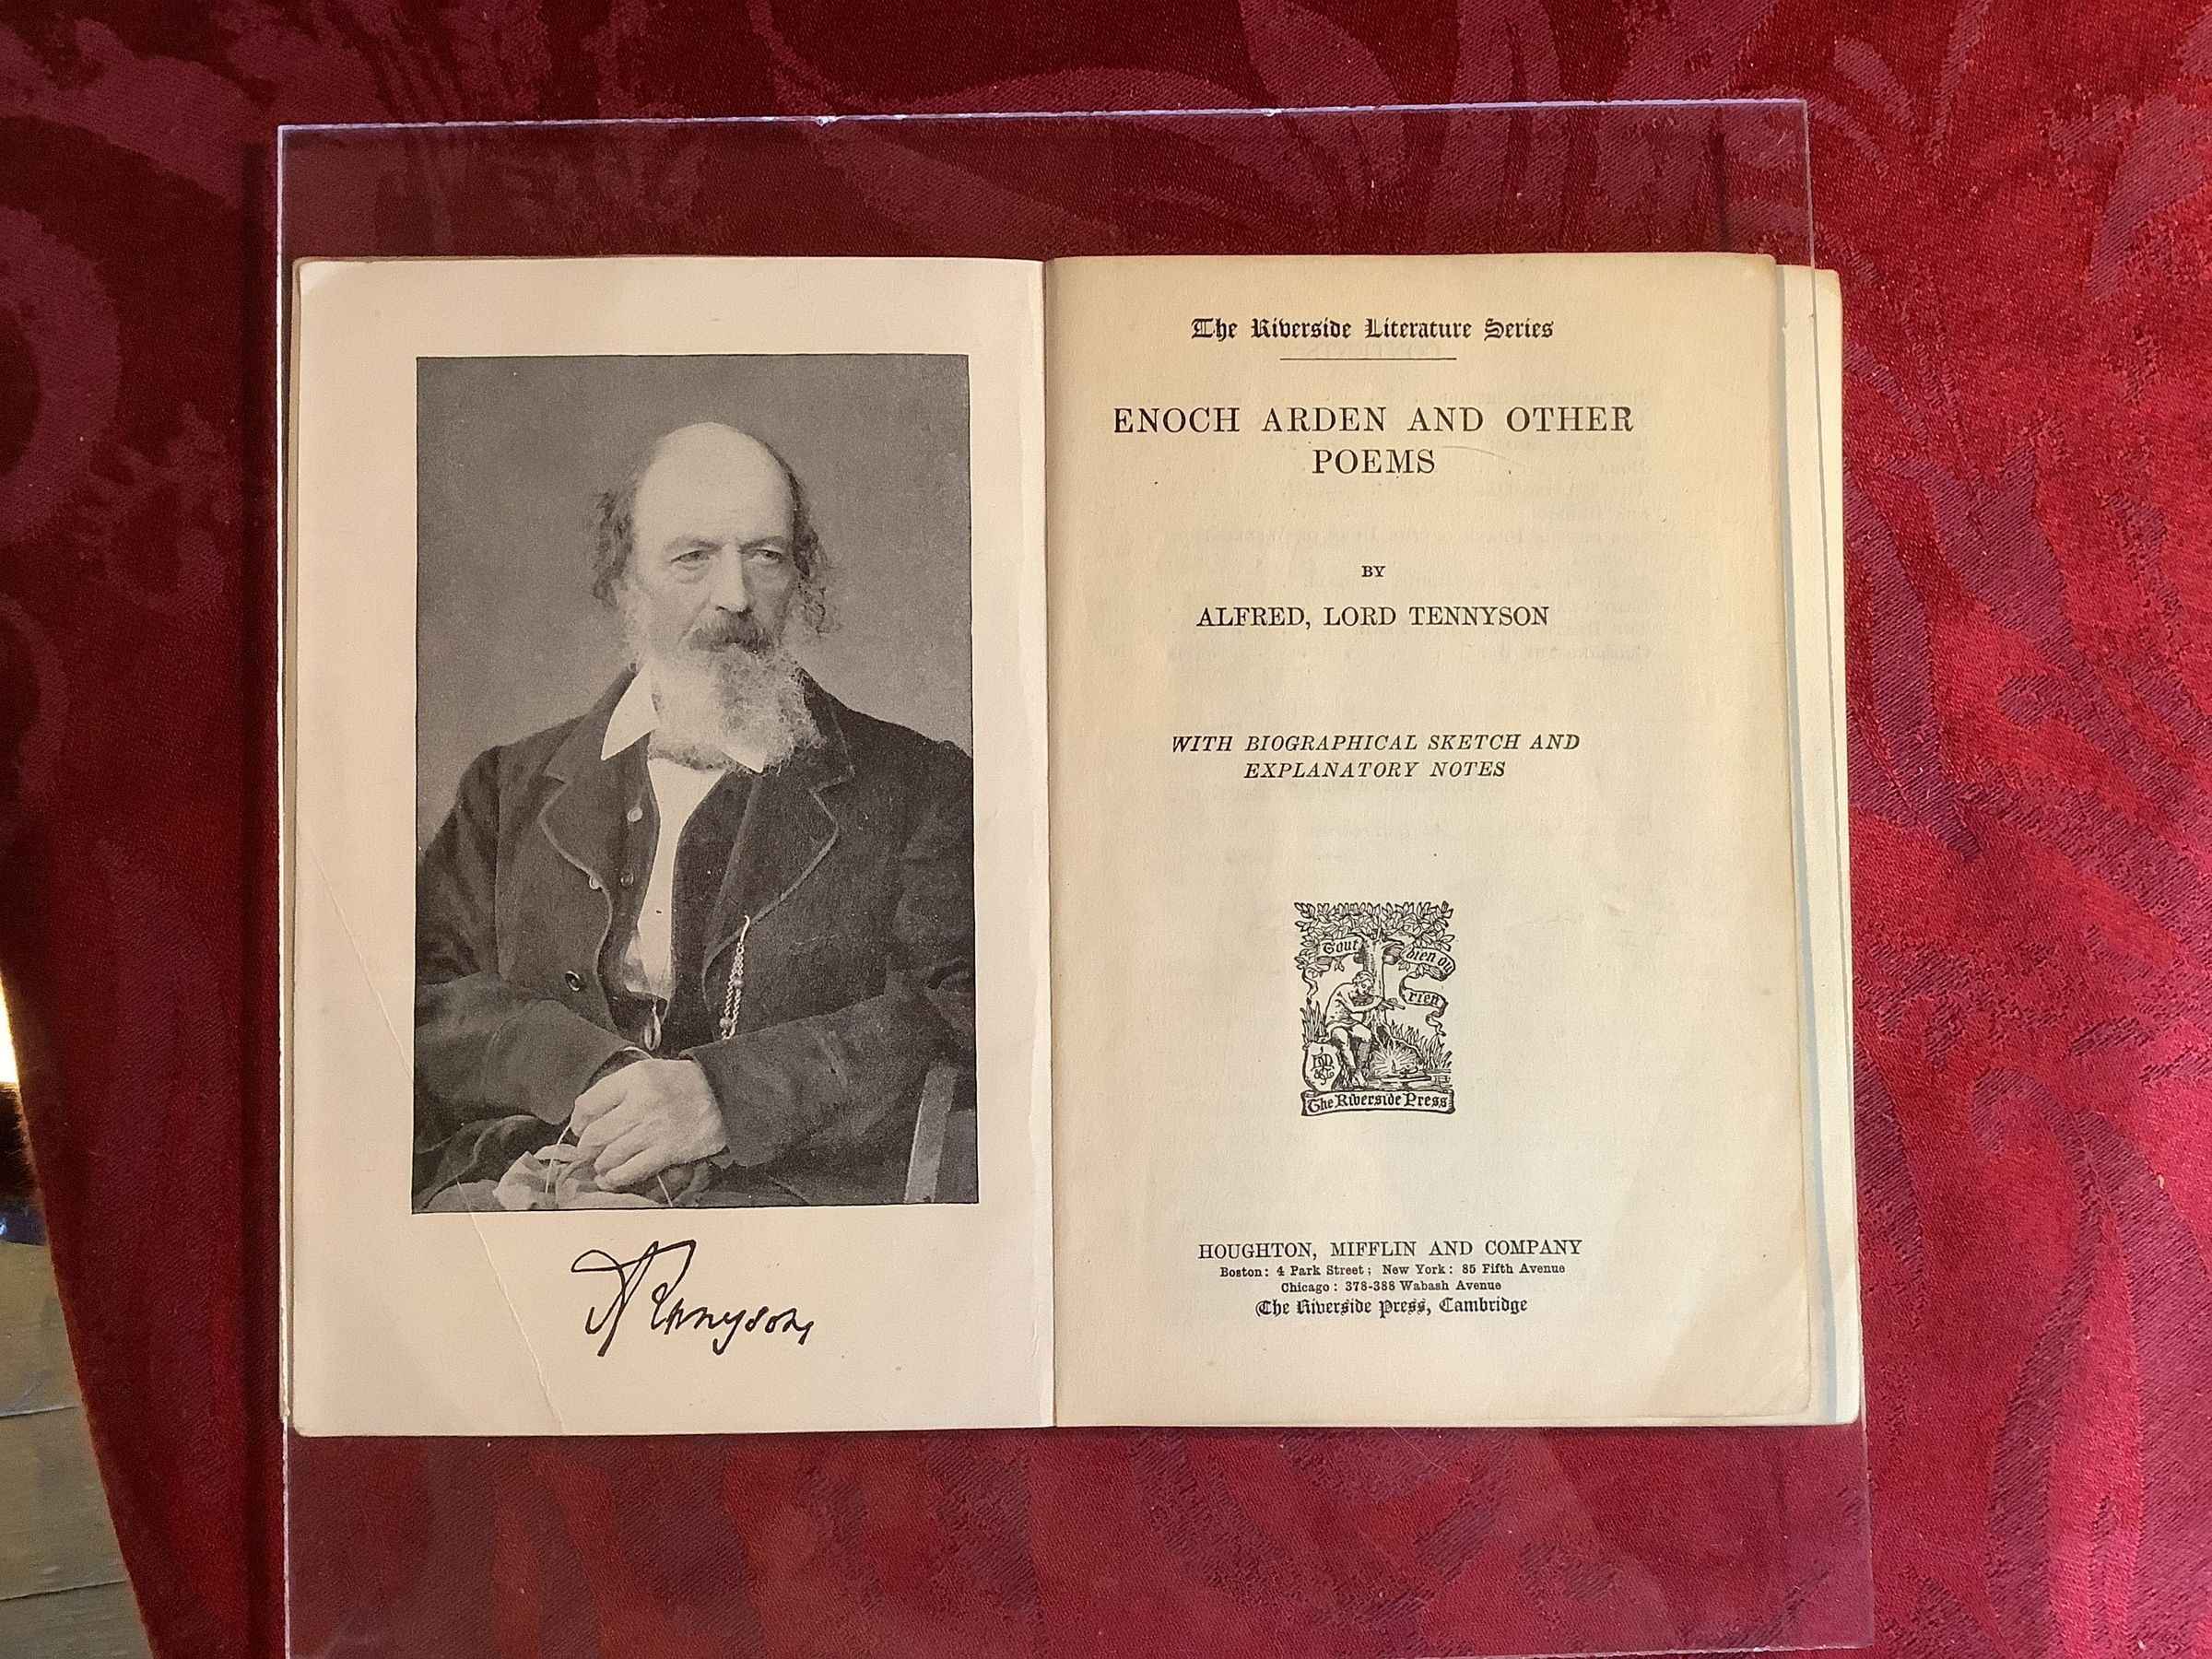 A Tennyson
The Riverside Literature Series
ENOCH ARDEN AND OTHER
POEMS
BY
ALFRED, LORD TENNYSON
WITH BIOGRAPHICAL SKETCH AND
EXPLANATORY NOTES
Tout
bien ou
rien
The Riverside Press
HOUGHTON, MIFFLIN AND COMPANY
Boston: 4 Park Street; New York: 85 Fifth Avenue
Chicago: 378-388 Wabash Avenue
The Riverside Press, Cambridge